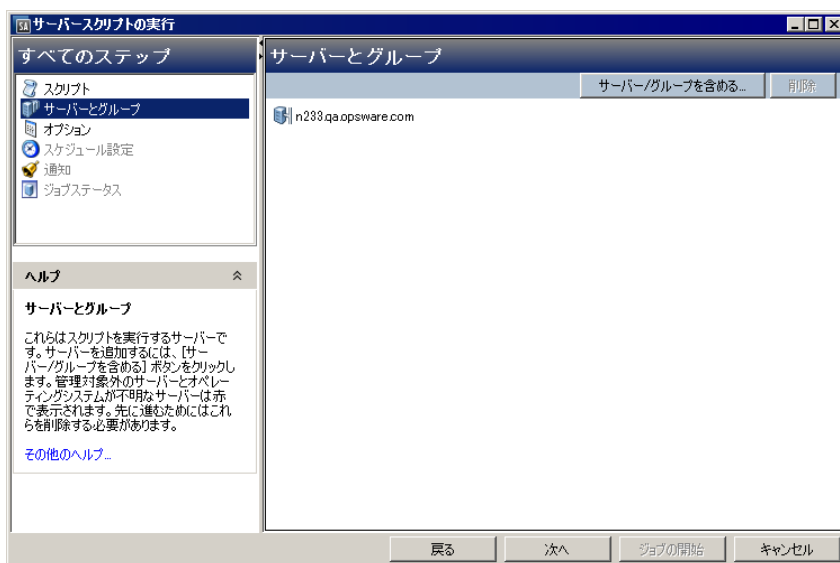 SA サーバースクリプトの実行
すべてのステップ
スクリプト
サーバーとグループ
オプション
スケジュール設定
通知
ジョブステータス
ヘルプ
サーバーとグループ
これらはスクリプトを実行するサーバーで
す。サーバーを追加するには、[サー
バー/グループを含める] ボタンをクリックし
ます。管理対象外のサーバーとオペレー
ティングシステムが不明なサーバーは赤
で表示されます。先に進むためにはこれ
らを削除する必要があります。
その他のヘルプ...
サーバーとグループ
サーバー/グループを含める... 削除
n233.qa.opsware.com
戻る 次へ ジョブの開始 キャンセル